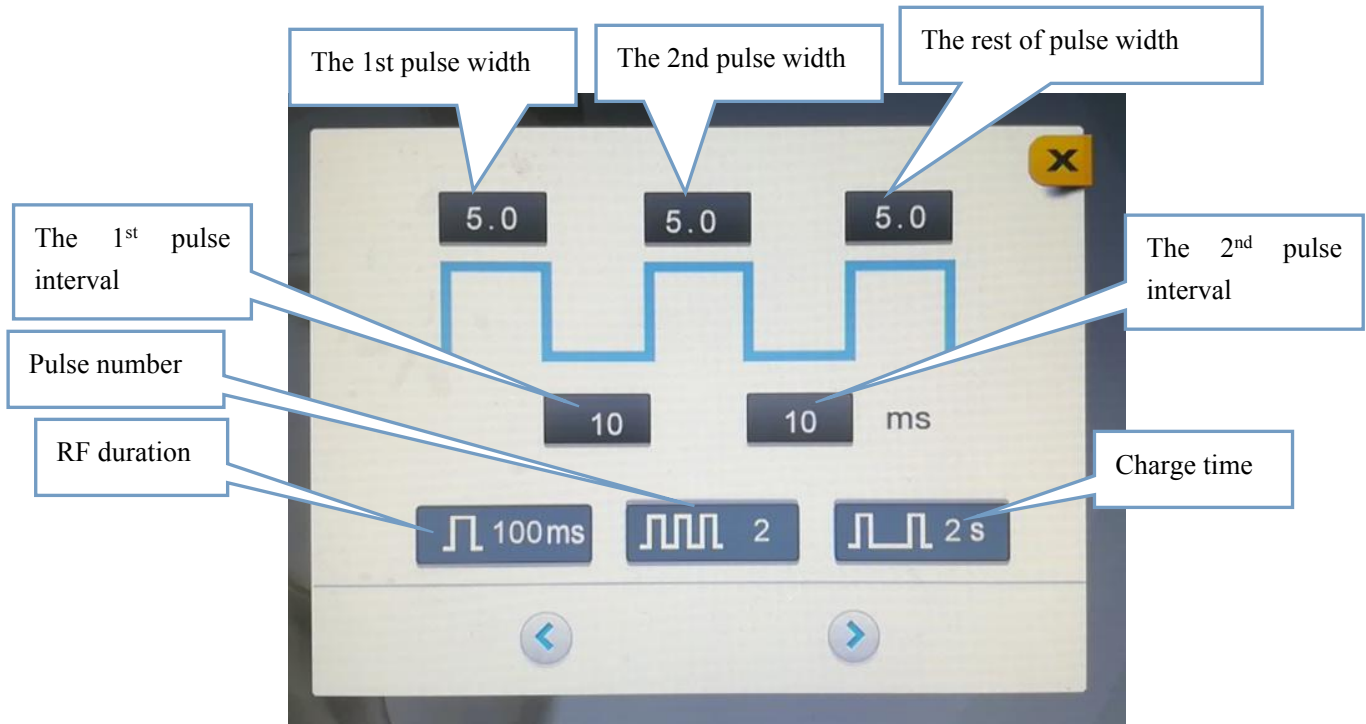 The 1st pulse width
The 2nd pulse width
The rest of pulse width
X
5.0
5.0
5.0
The 1st pulse
interval
The 2nd pulse
interval
10
10
ms
Pulse number
RF duration
Charge time
100ms
2
2 s